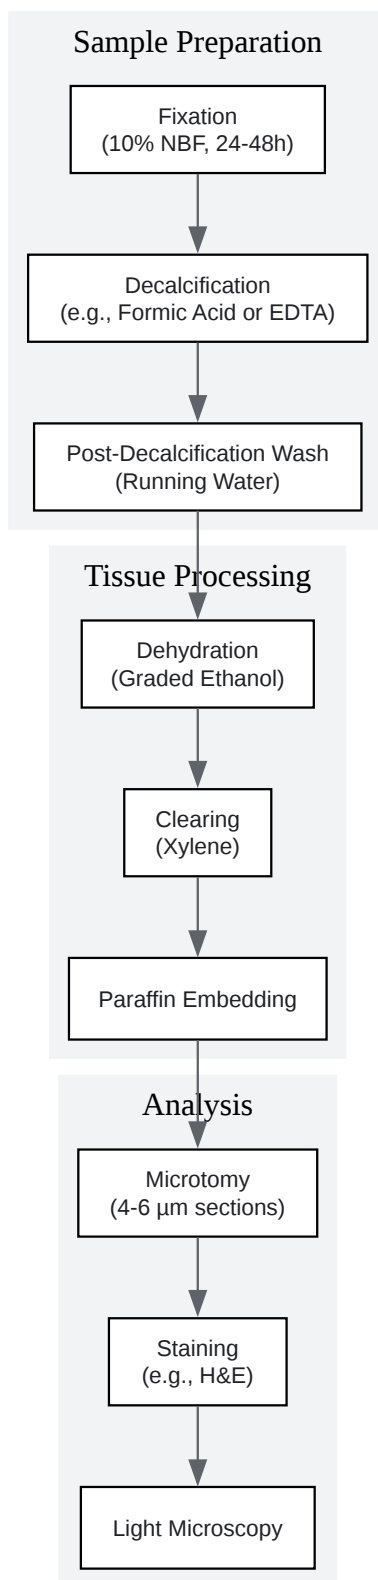 Sample Preparation
Fixation
(10% NBF, 24-48h)
Decalcification
(e.g., Formic Acid or EDTA)
Post-Decalcification Wash
(Running Water)
Tissue Processing
Dehydration
(Graded Ethanol)
Clearing
(Xylene)
Paraffin Embedding
Analysis
Microtomy
(4-6 µm sections)
Staining
(e.g., H&E)
Light Microscopy